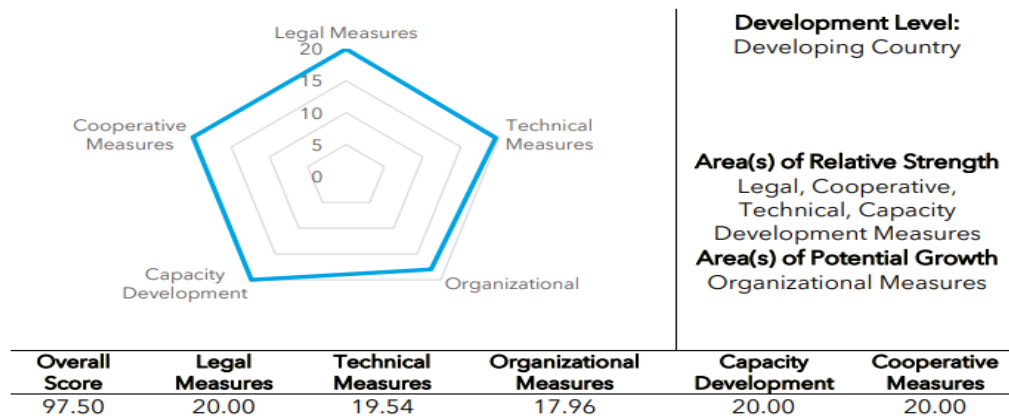 Legal Measures
20
15
10
5
0
Technical
Measures
Organizational
Capacity
Development
Cooperative
Measures
Development Level:
Developing Country
Area(s) of Relative Strength
Legal, Cooperative,
Technical, Capacity
Development Measures
Area(s) of Potential Growth
Organizational Measures
Overall Score Legal Measures Technical Measures Organizational Measures Capacity Development Cooperative Measures
97.50 20.00 19.54 17.96 20.00 20.00